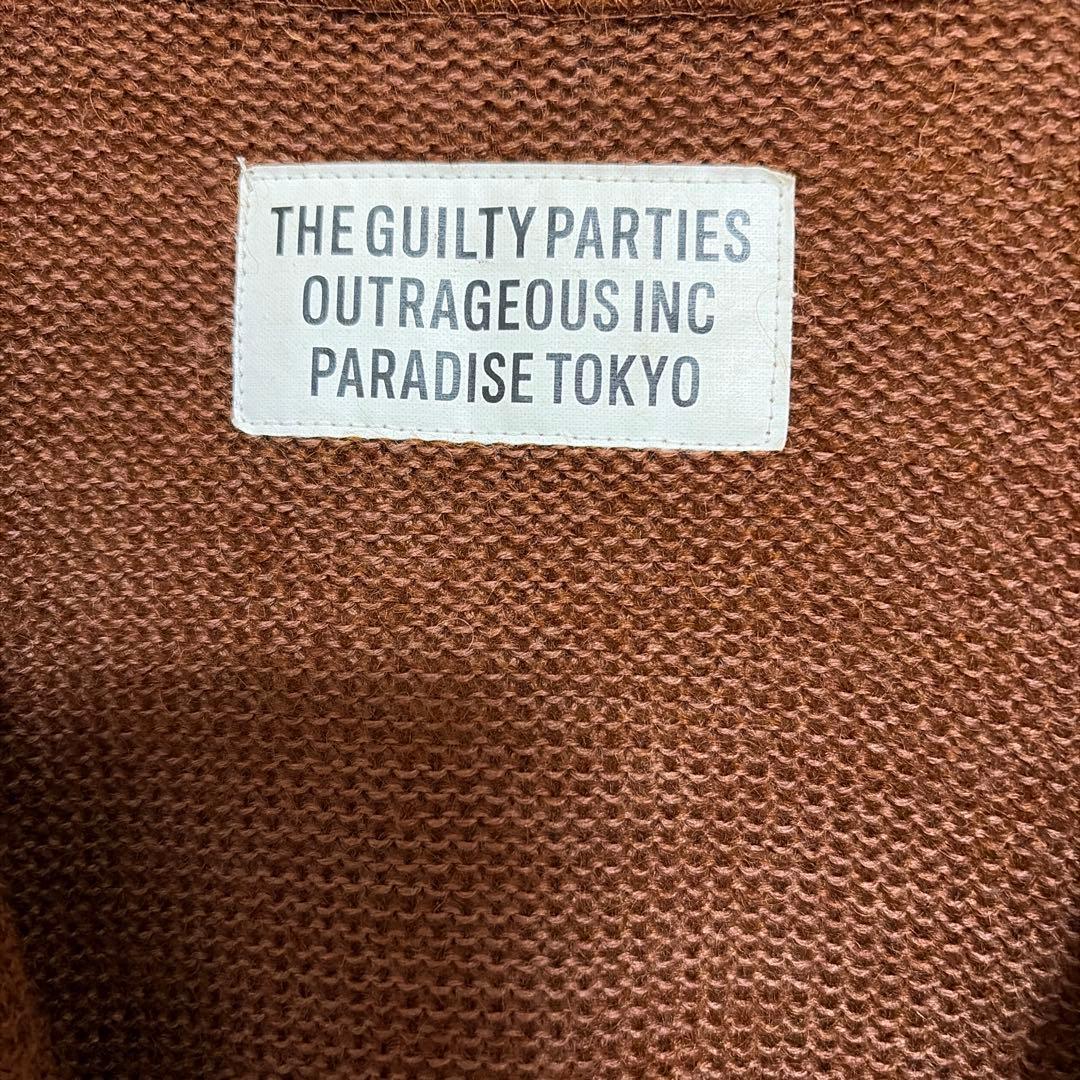 THE GUILTY PARTIES
OUTRAGEOUS INC
PARADISE TOKYO